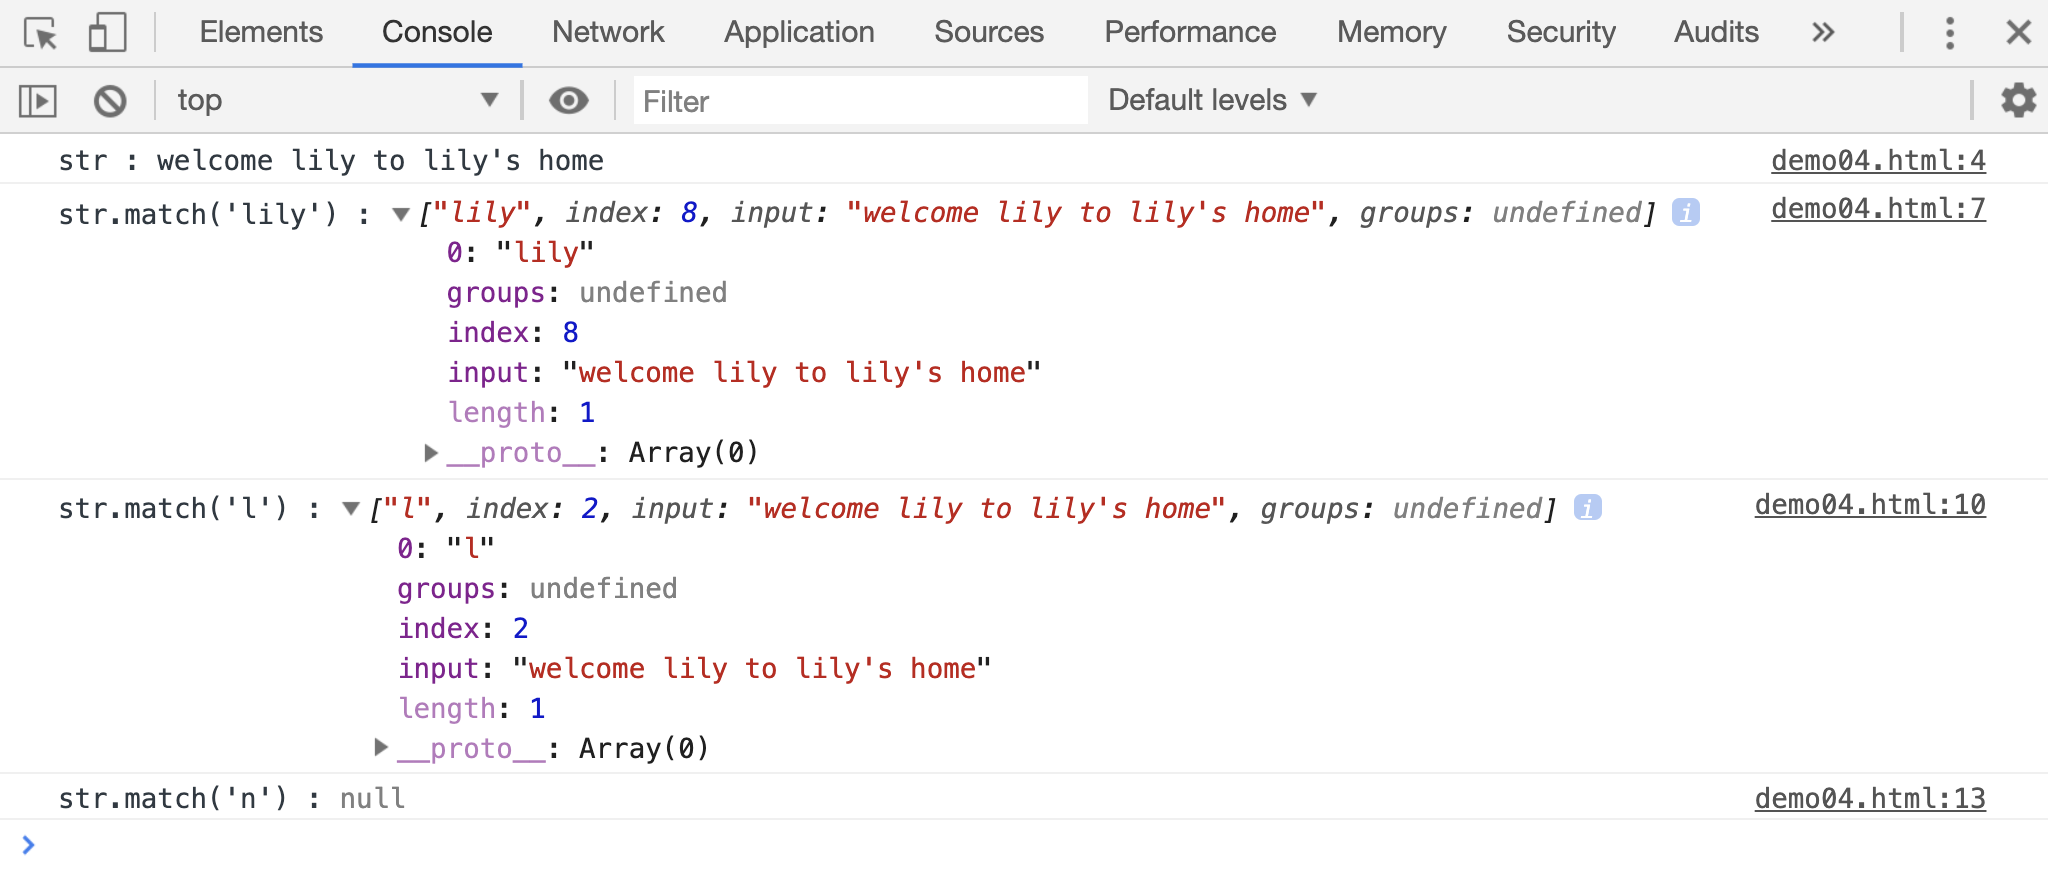 Elements Console Network Application Sources Performance Memory Security Audits »
top Filter Default levels
str : welcome lily to lily's home demo04.html:4
str.match('lily') : ["lily", index: 8, input: "welcome lily to lily's home", groups: undefined] i demo04.html:7
0: "lily"
groups: undefined
index: 8
input: "welcome lily to lily's home"
length: 1
__proto__: Array(0)
str.match('l') : ["l", index: 2, input: "welcome lily to lily's home", groups: undefined] i demo04.html:10
0: "l"
groups: undefined
index: 2
input: "welcome lily to lily's home"
length: 1
__proto__: Array(0)
str.match('n') : null demo04.html:13